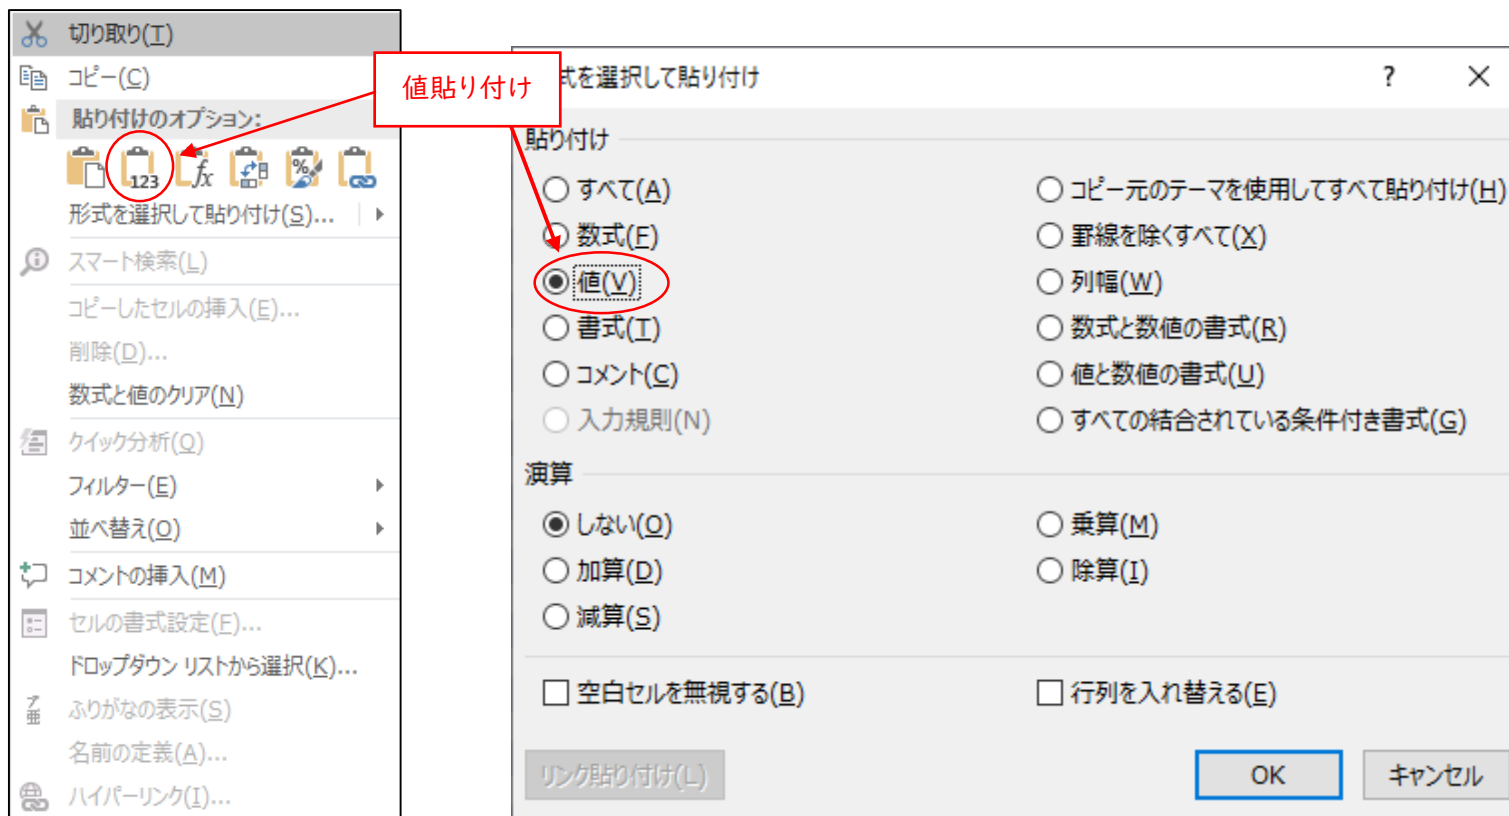 切り取り(T)
コピー(C)
貼り付けのオプション:
123
fx
%
形式を選択して貼り付け(S)...
スマート検索(L)
コピーしたセルの挿入(E)...
削除(D)...
数式と値のクリア(N)
クイック分析(Q)
フィルター(E)
並べ替え(O)
コメントの挿入(M)
セルの書式設定(F)...
ドロップダウン リストから選択(K)...
ア亜
ふりがなの表示(S)
名前の定義(A)...
ハイパーリンク(I)...
値貼り付け
式を選択して貼り付け
?
貼り付け
すべて(A)
コピー元のテーマを使用してすべて貼り付け(H)
数式(F)
罫線を除くすべて(X)
値(V)
列幅(W)
書式(T)
数式と数値の書式(R)
コメント(C)
値と数値の書式(U)
入力規則(N)
すべての結合されている条件付き書式(G)
演算
しない(O)
乗算(M)
加算(D)
除算(I)
減算(S)
空白セルを無視する(B)
行列を入れ替える(E)
リンク貼り付け(L)
OK
キャンセル